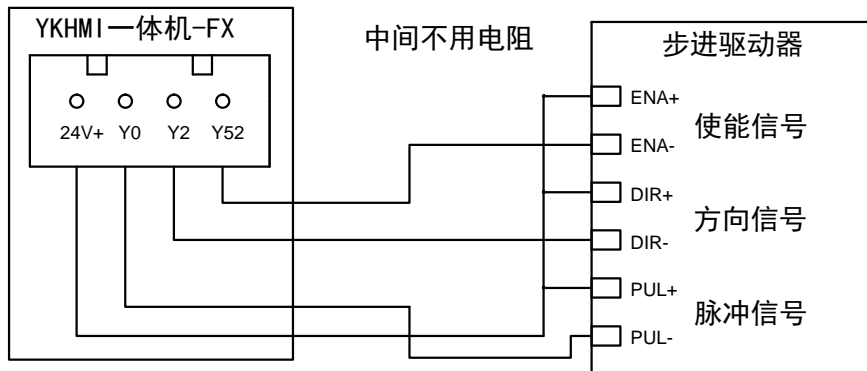 YKHMI一体机-FX
中间不用电阻
步进驱动器
24V+ Y0 Y2 Y52
ENA+
使能信号
ENA-
DIR+
方向信号
DIR-
PUL+
脉冲信号
PUL-